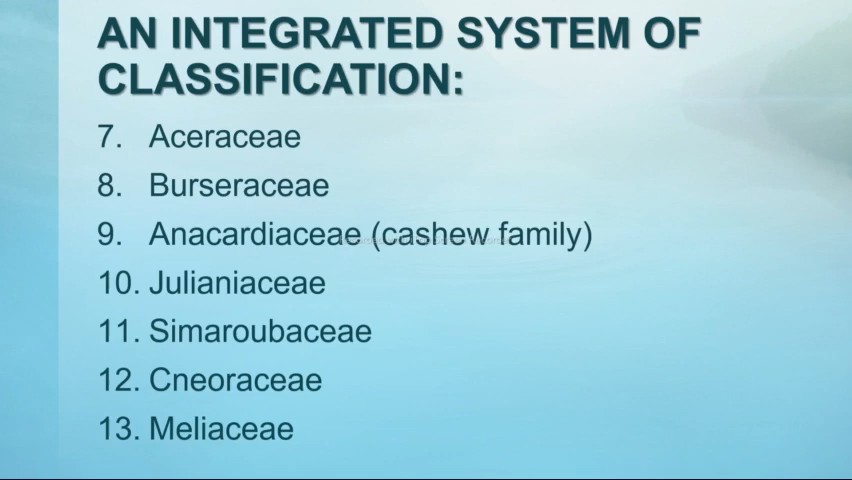 AN INTEGRATED SYSTEM OF
CLASSIFICATION:
7. Aceraceae
8. Burseraceae
9. Anacardiaceae (cashew family)
10. Julianiaceae
11. Simaroubaceae
12. Cneoraceae
13. Meliaceae